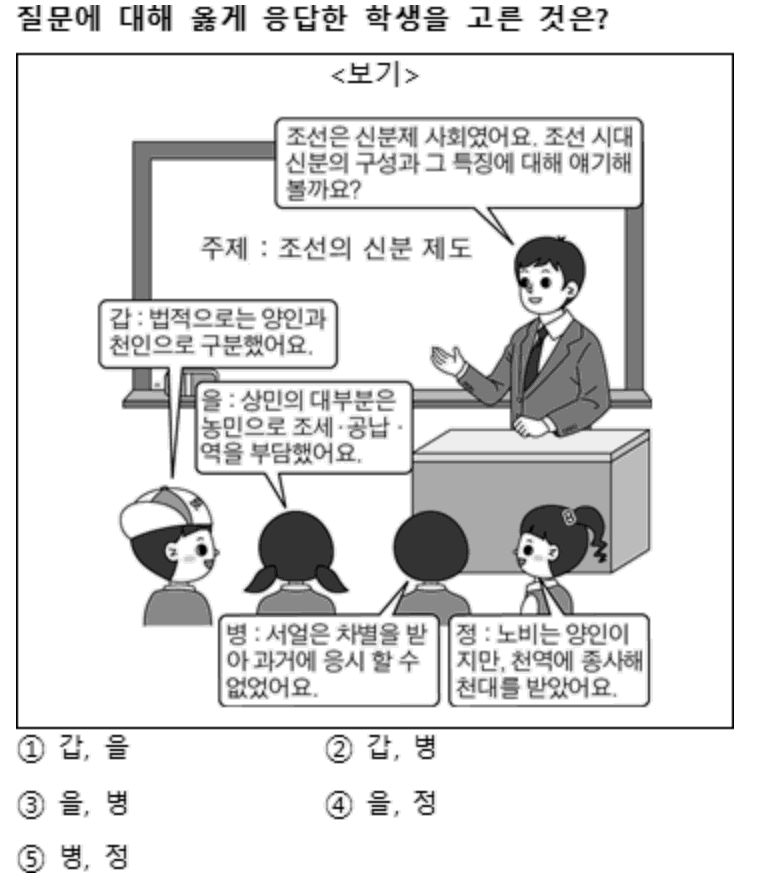 질문에 대해 옳게 응답한 학생을 고른 것은?
<보기>
조선은 신분제 사회였어요. 조선 시대
신분의 구성과 그 특징에 대해 얘기해
볼까요?
주제 : 조선의 신분 제도
갑 : 법적으로는 양인과
천인으로 구분했어요.
을 : 상민의 대부분은
농민으로 조세·공납·
역을 부담했어요.
병 : 서얼은 차별을 받
아 과거에 응시 할 수
없었어요.
정 : 노비는 양인이
지만, 천역에 종사해
천대를 받았어요.
① 갑, 을
② 갑, 병
③ 을, 병
④ 을, 정
⑤ 병, 정